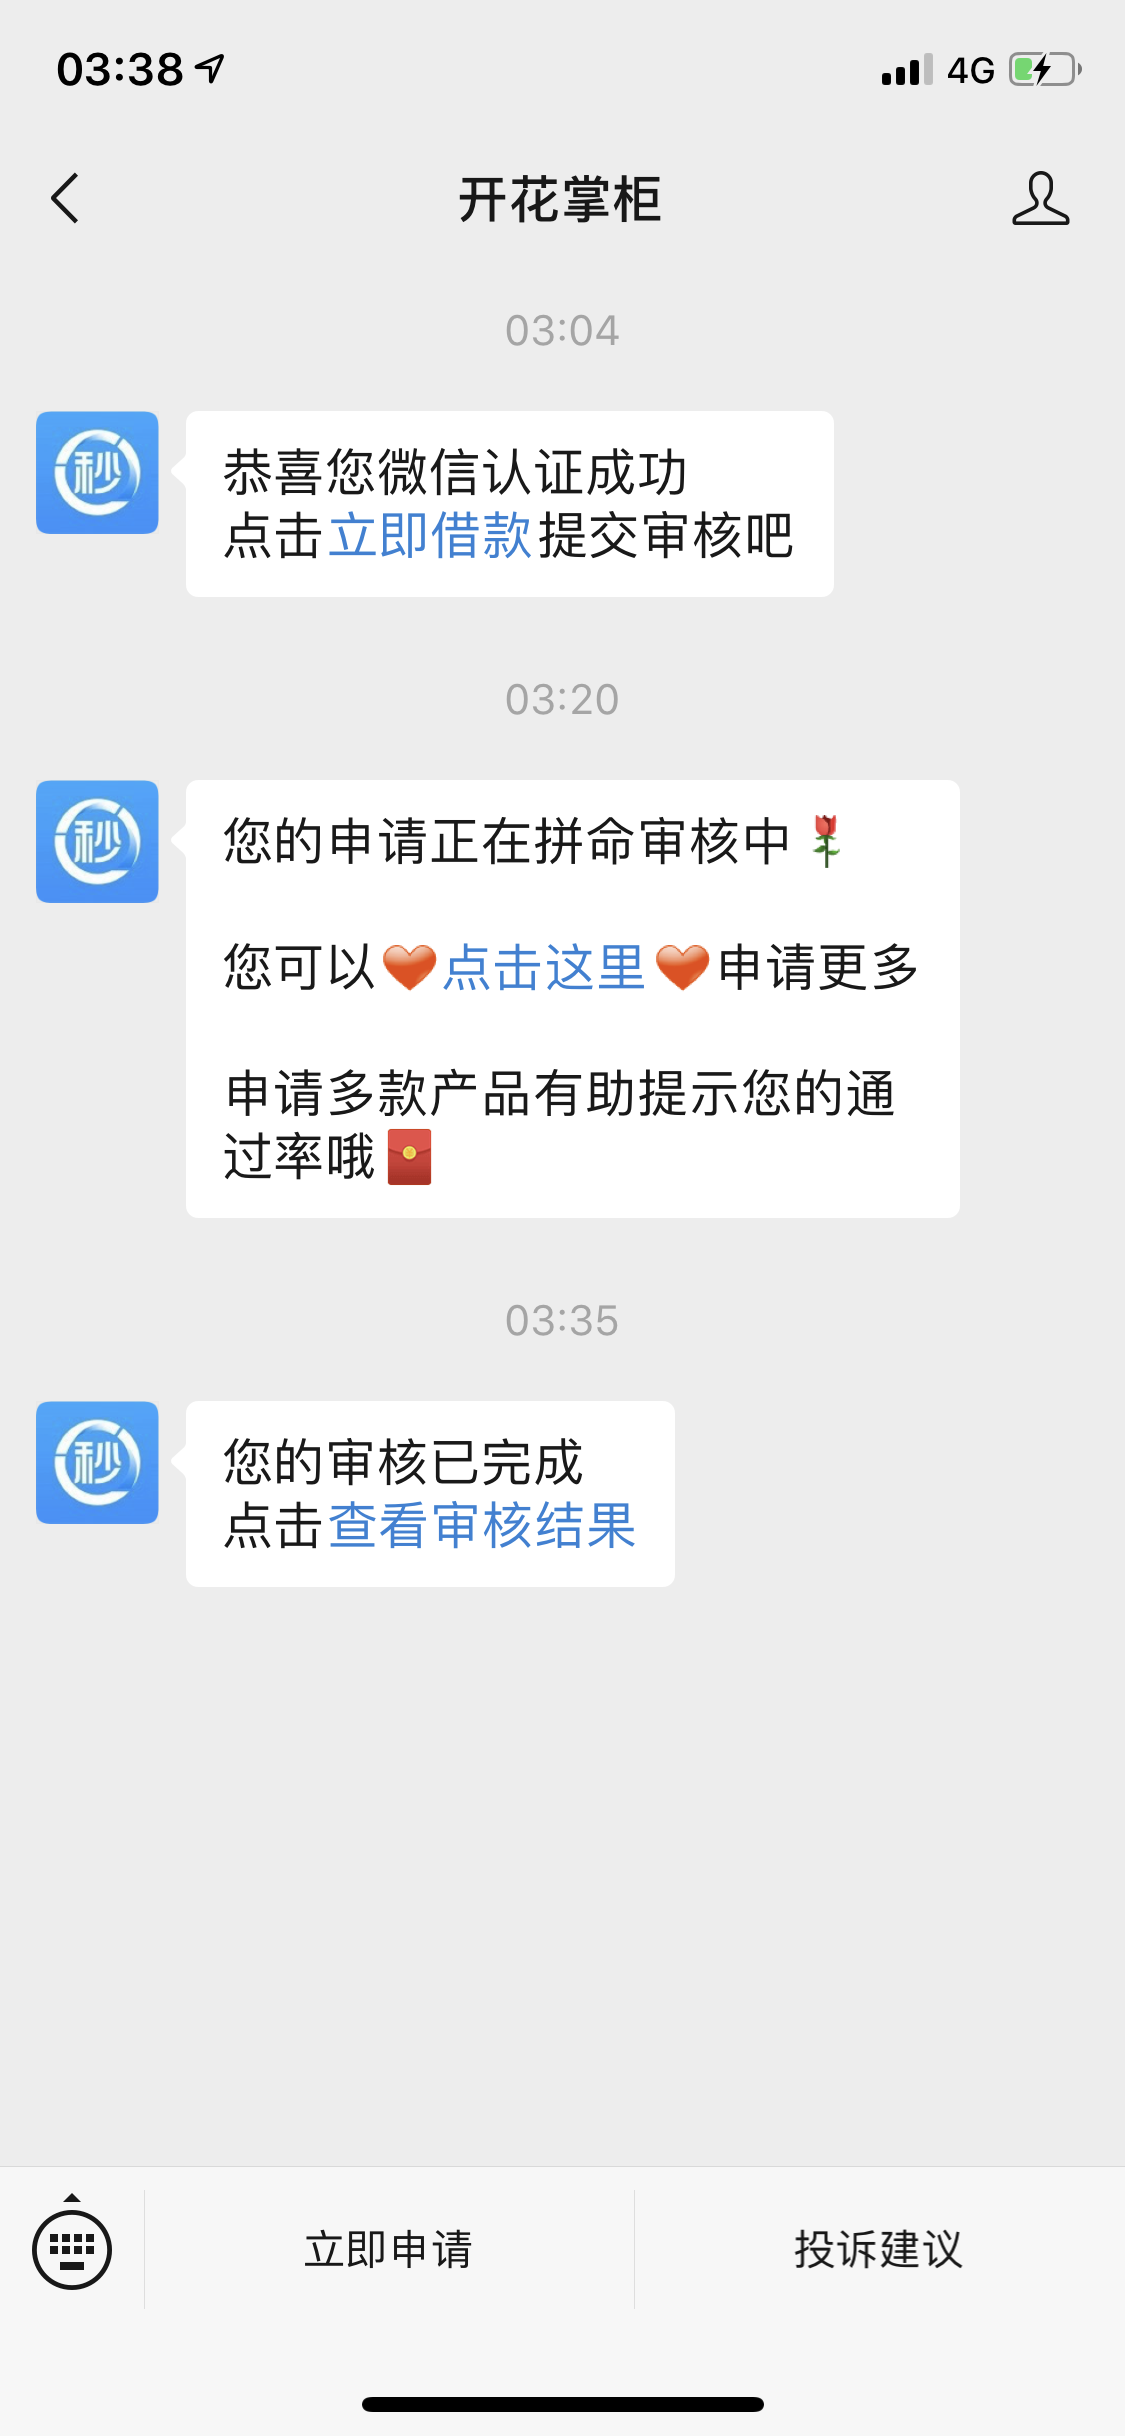 03:38
4G
开花掌柜
03:04
秒
恭喜您微信认证成功
点击立即借款提交审核吧
03:20
秒
您的申请正在拼命审核中🌹
您可以❤️点击这里❤️申请更多
申请多款产品有助提示您的通
过率哦🧧
03:35
秒
您的审核已完成
点击查看审核结果
立即申请
投诉建议